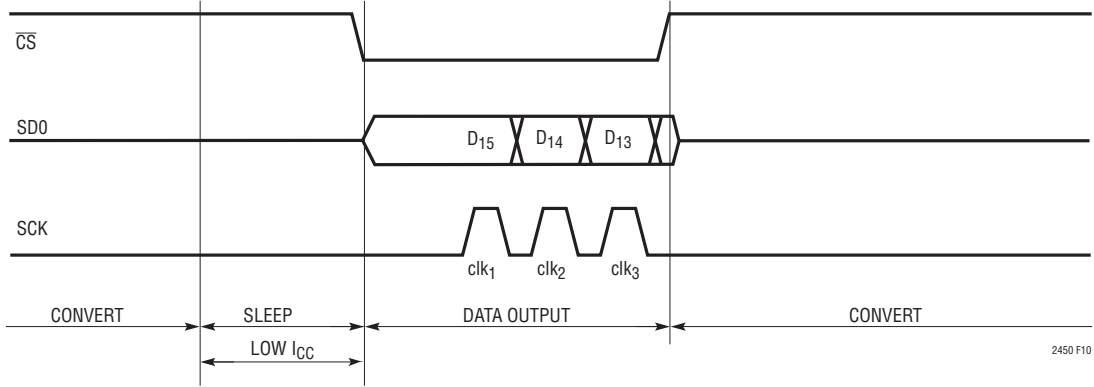 CS
SD0
D15 D14 D13
SCK
clk1 clk2 clk3
CONVERT SLEEP DATA OUTPUT CONVERT
LOW ICC
2450 F10